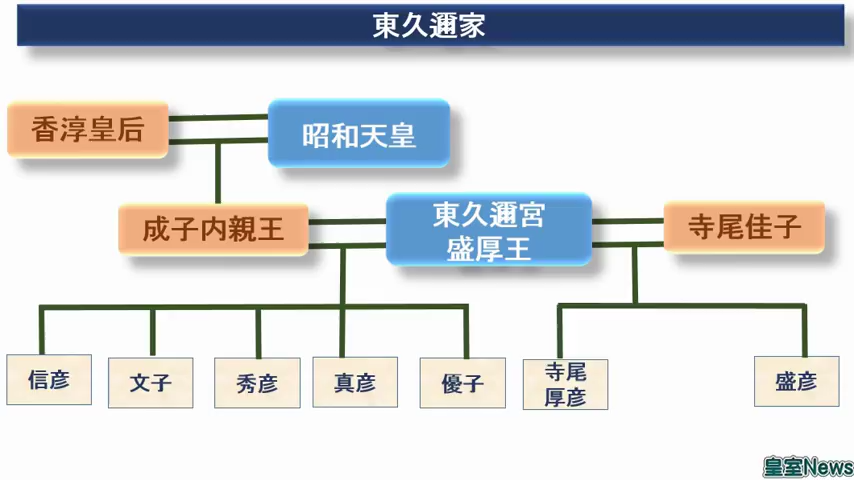 東久邇家
香淳皇后
昭和天皇
成子内親王
東久邇宮
盛厚王
寺尾佳子
信彦
文子
秀彦
真彦
優子
寺尾
厚彦
盛彦
皇室News